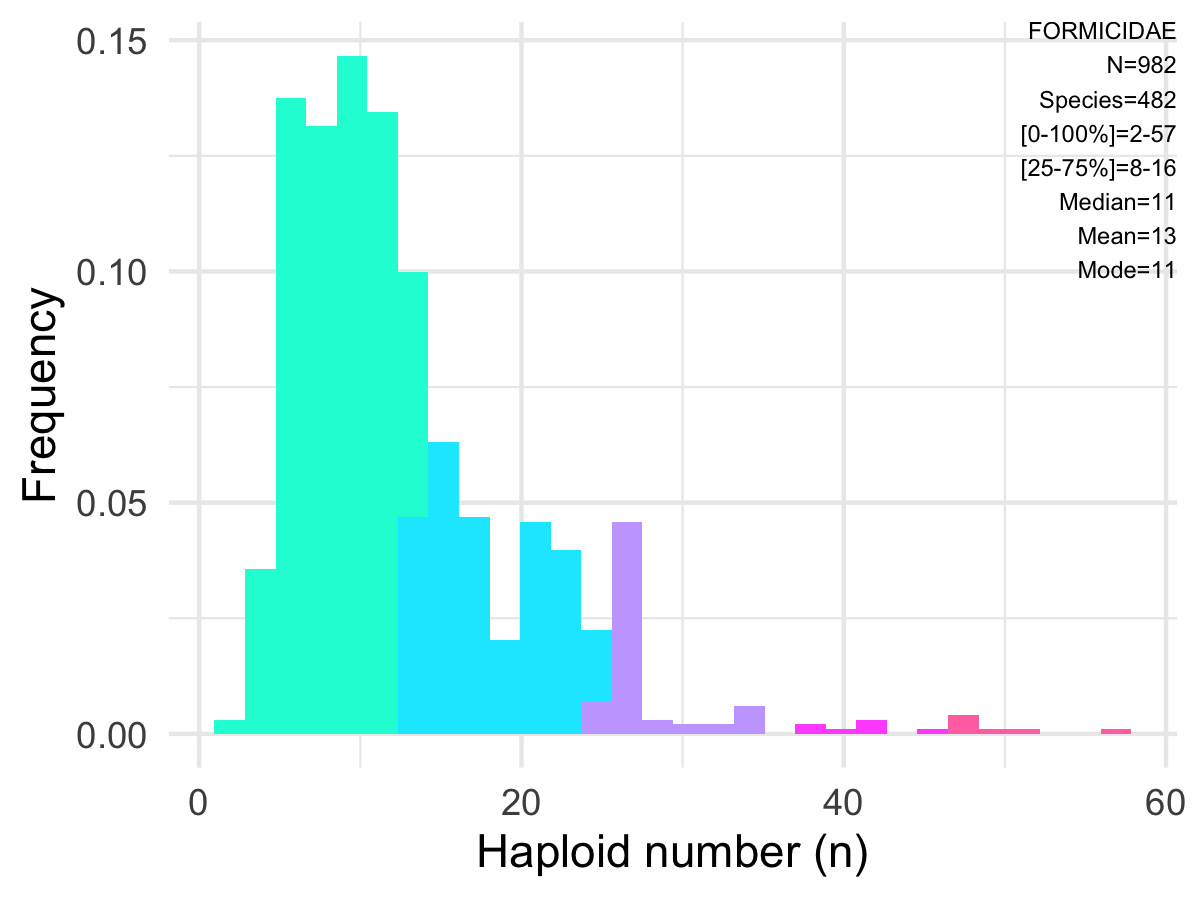 FORMICIDAE
N=982
Species=482
[0-100%]=2-57
[25-75%]=8-16
Median=11
Mean=13
Mode=11
0.15
0.10
0.05
0.00
Frequency
0
20
40
60
Haploid number (n)